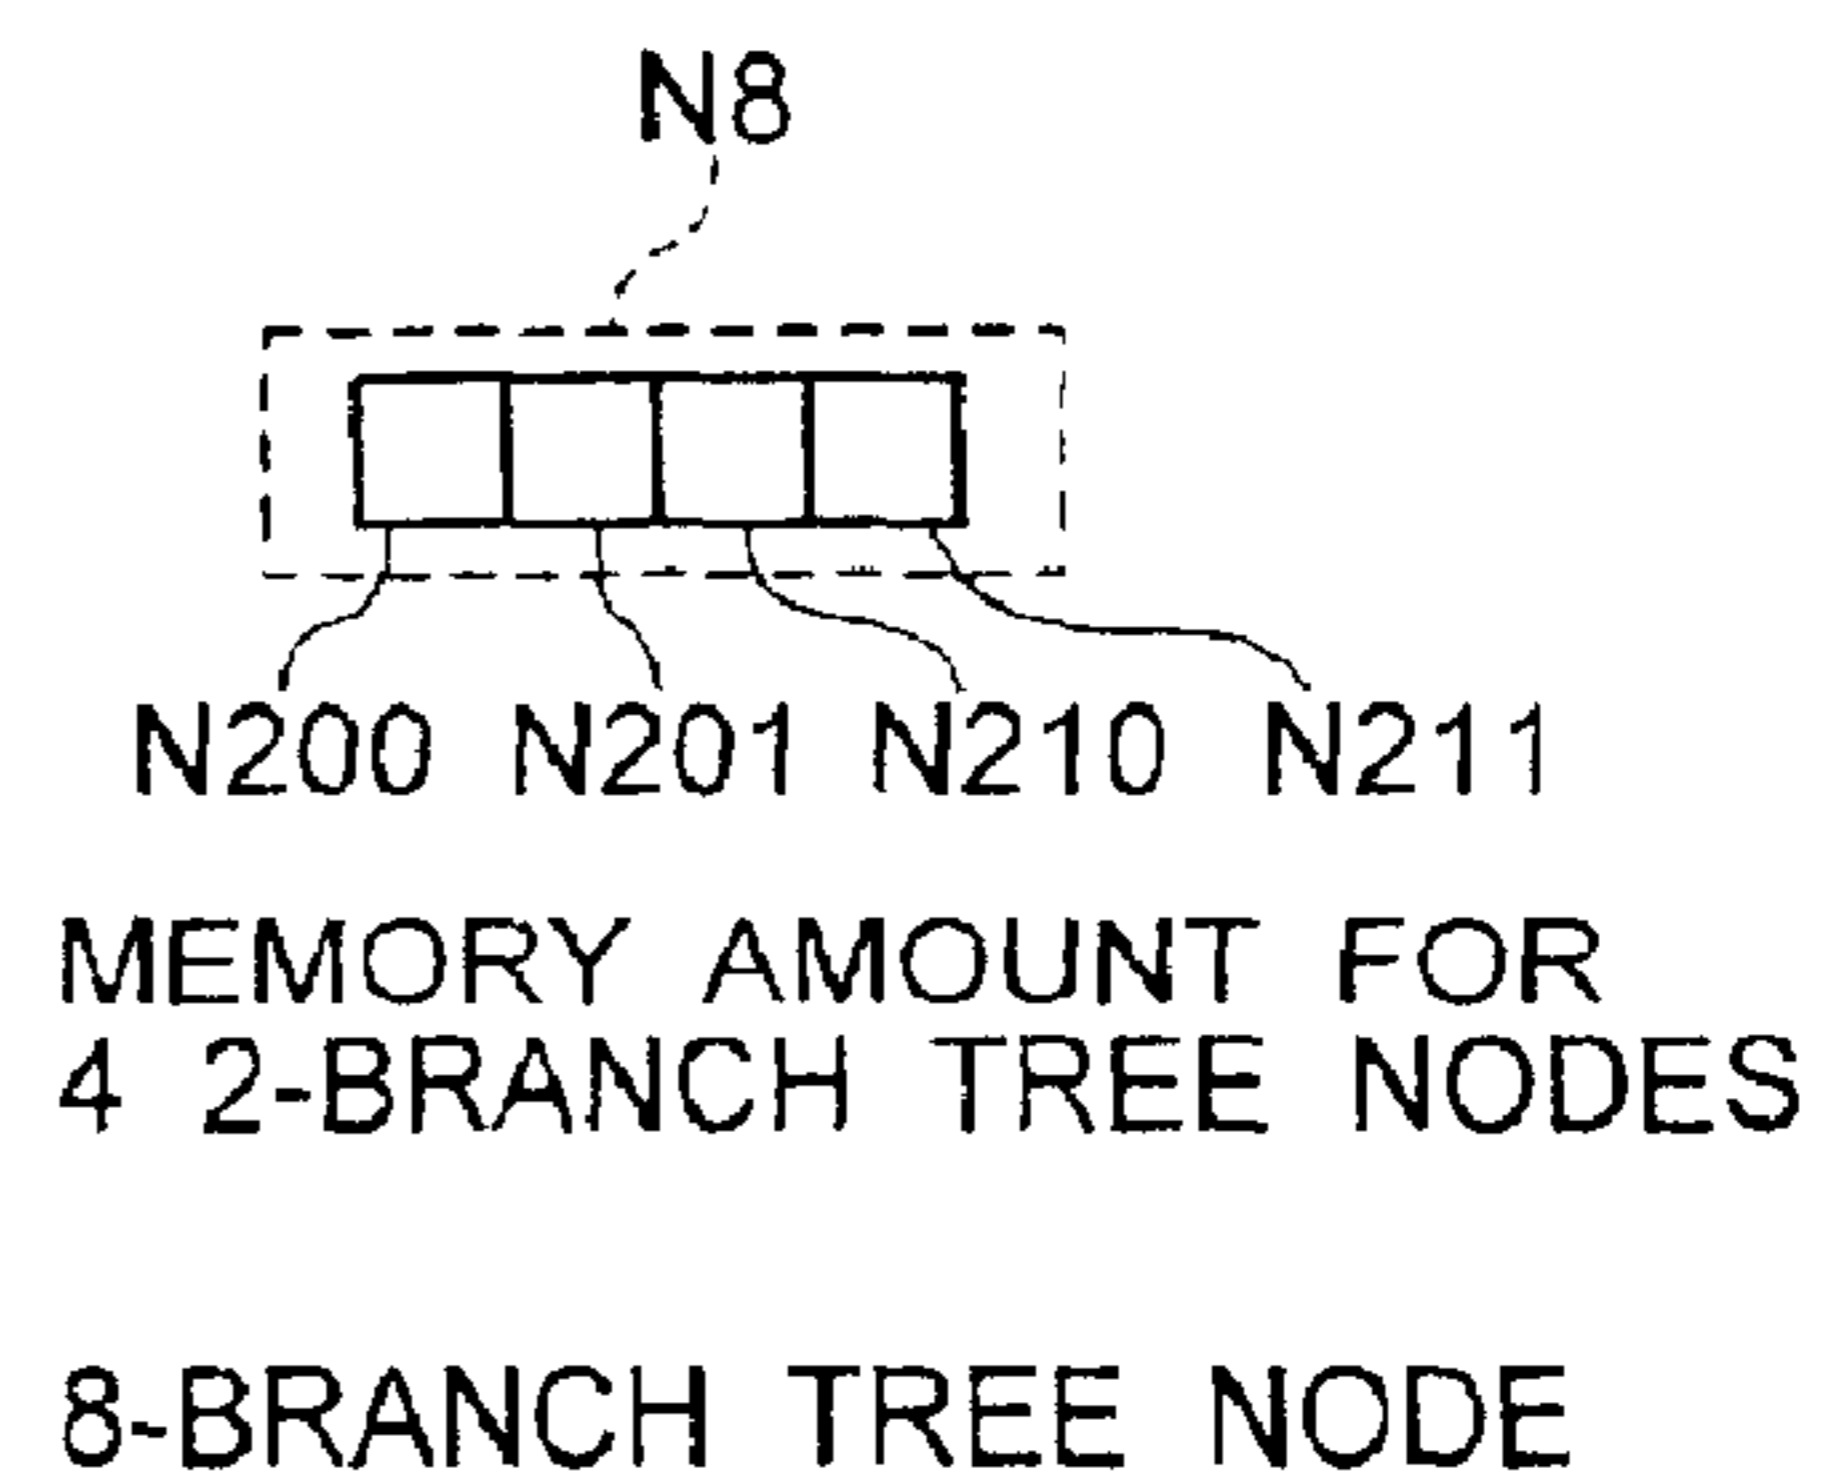 N8
N200 N201 N210 N211
MEMORY AMOUNT FOR
4 2-BRANCH TREE NODES
8-BRANCH TREE NODE